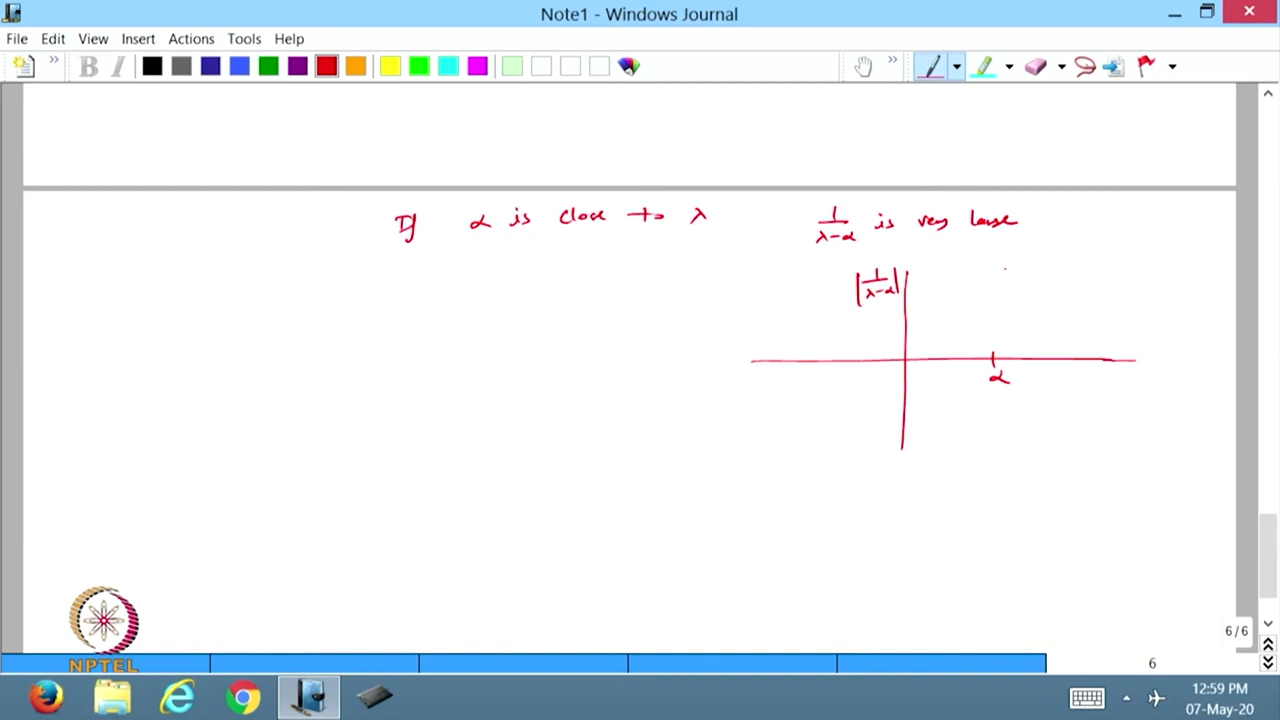 Note1 - Windows Journal
File Edit View Insert Actions Tools Help
B I
If α is close to λ 1/(λ-α) is very large
|1/(λ-α)|
α
6 / 6
NPTEL
6
12:59 PM
07-May-20